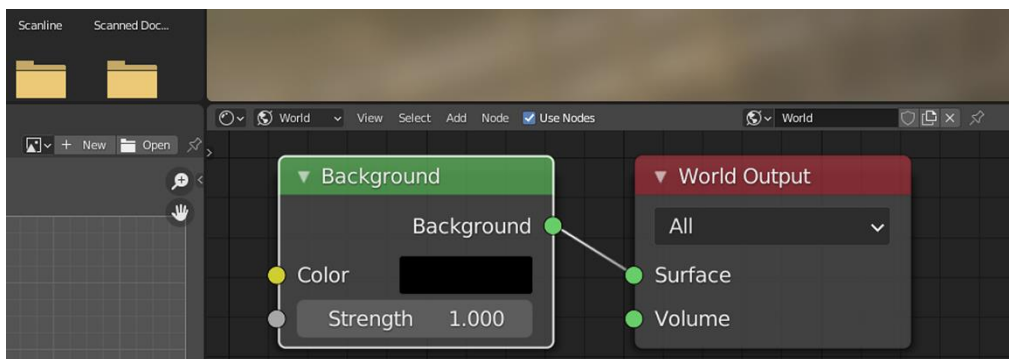 Scanline Scanned Doc...
World View Select Add Node Use Nodes World
New Open
Background
Background
Color
Strength 1.000
World Output
All
Surface
Volume